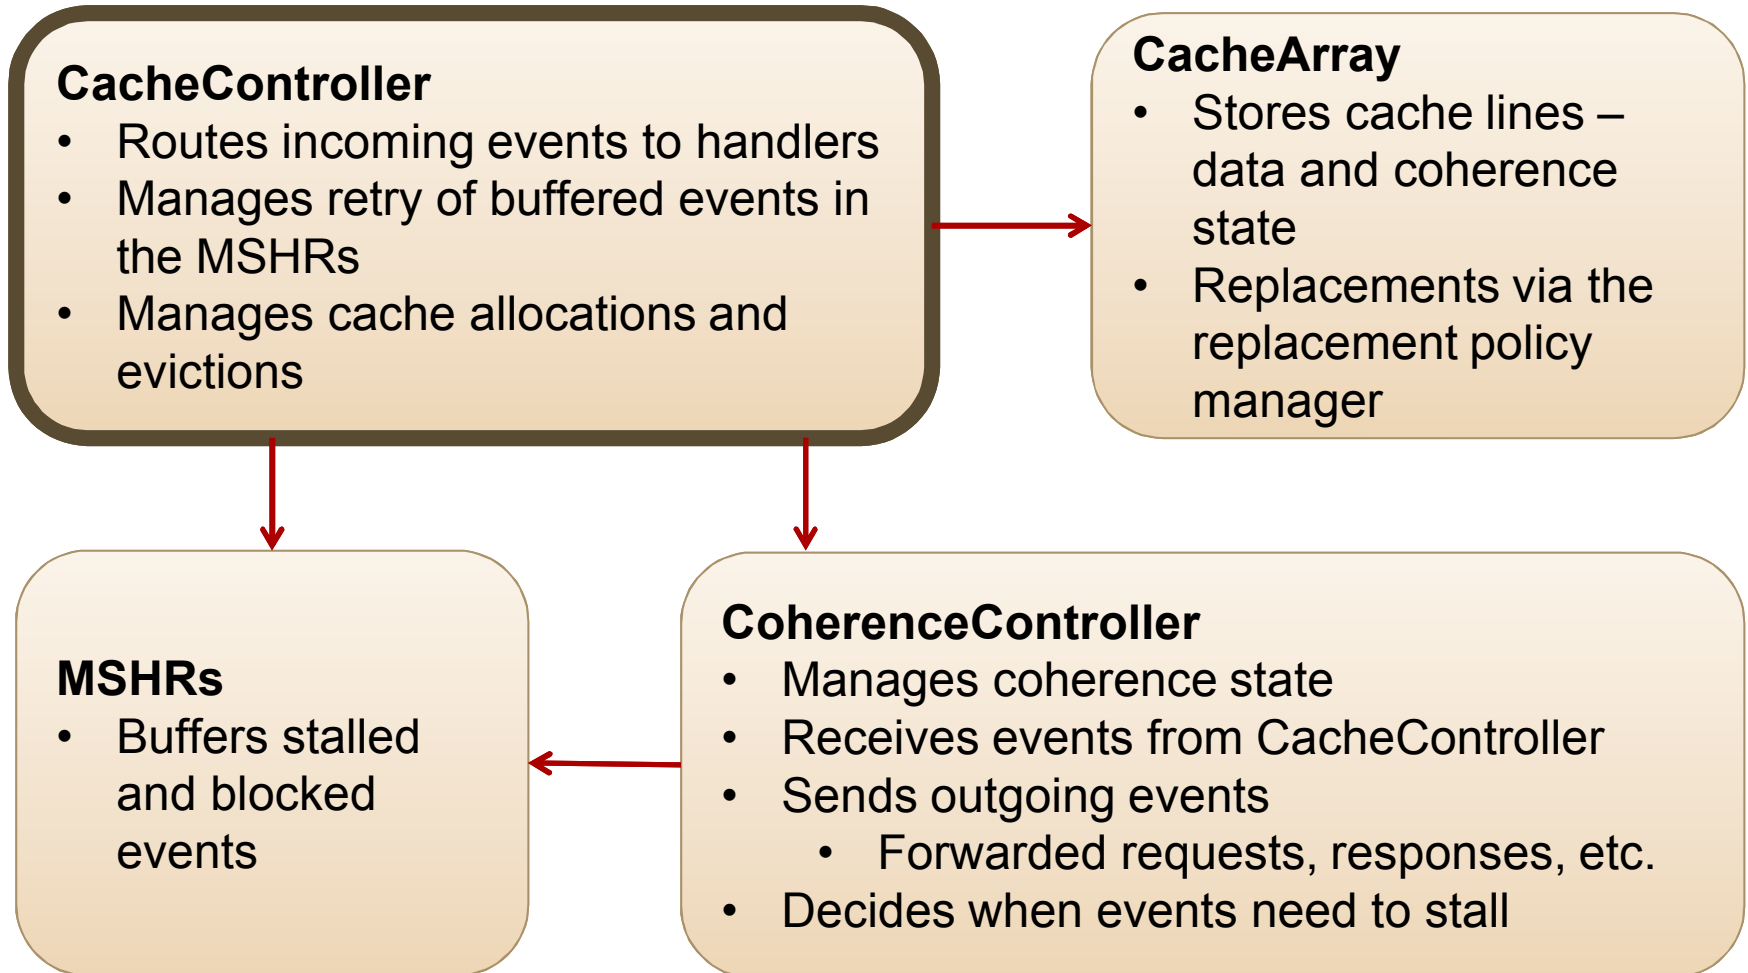 CacheController
• Routes incoming events to handlers
• Manages retry of buffered events in
the MSHRs
• Manages cache allocations and
evictions
CacheArray
• Stores cache lines –
data and coherence
state
• Replacements via the
replacement policy
manager
MSHRs
• Buffers stalled
and blocked
events
CoherenceController
• Manages coherence state
• Receives events from CacheController
• Sends outgoing events
• Forwarded requests, responses, etc.
• Decides when events need to stall